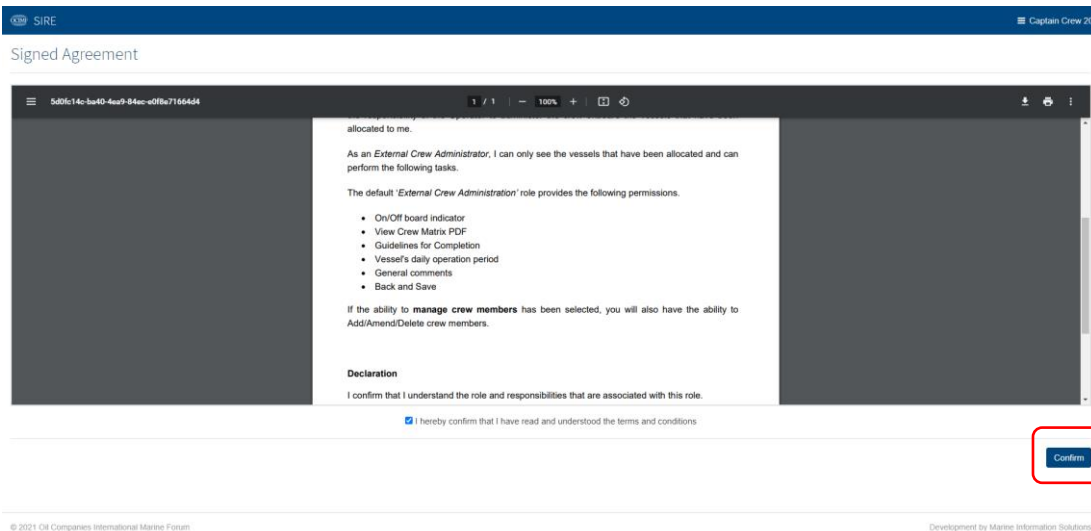 OCIMF SIRE
Captain Crew 20
Signed Agreement
5d0fc14c-ba40-4ea9-84ec-e0f8e71664d4
1 / 1
100%
allocated to me.
As an External Crew Administrator, I can only see the vessels that have been allocated and can
perform the following tasks.
The default 'External Crew Administration' role provides the following permissions.
On/Off board indicator
View Crew Matrix PDF
Guidelines for Completion
Vessel's daily operation period
General comments
Back and Save
If the ability to manage crew members has been selected, you will also have the ability to
Add/Amend/Delete crew members.
Declaration
I confirm that I understand the role and responsibilities that are associated with this role.
I hereby confirm that I have read and understood the terms and conditions
Confirm
© 2021 Oil Companies International Marine Forum
Development by Marine Information Solutions